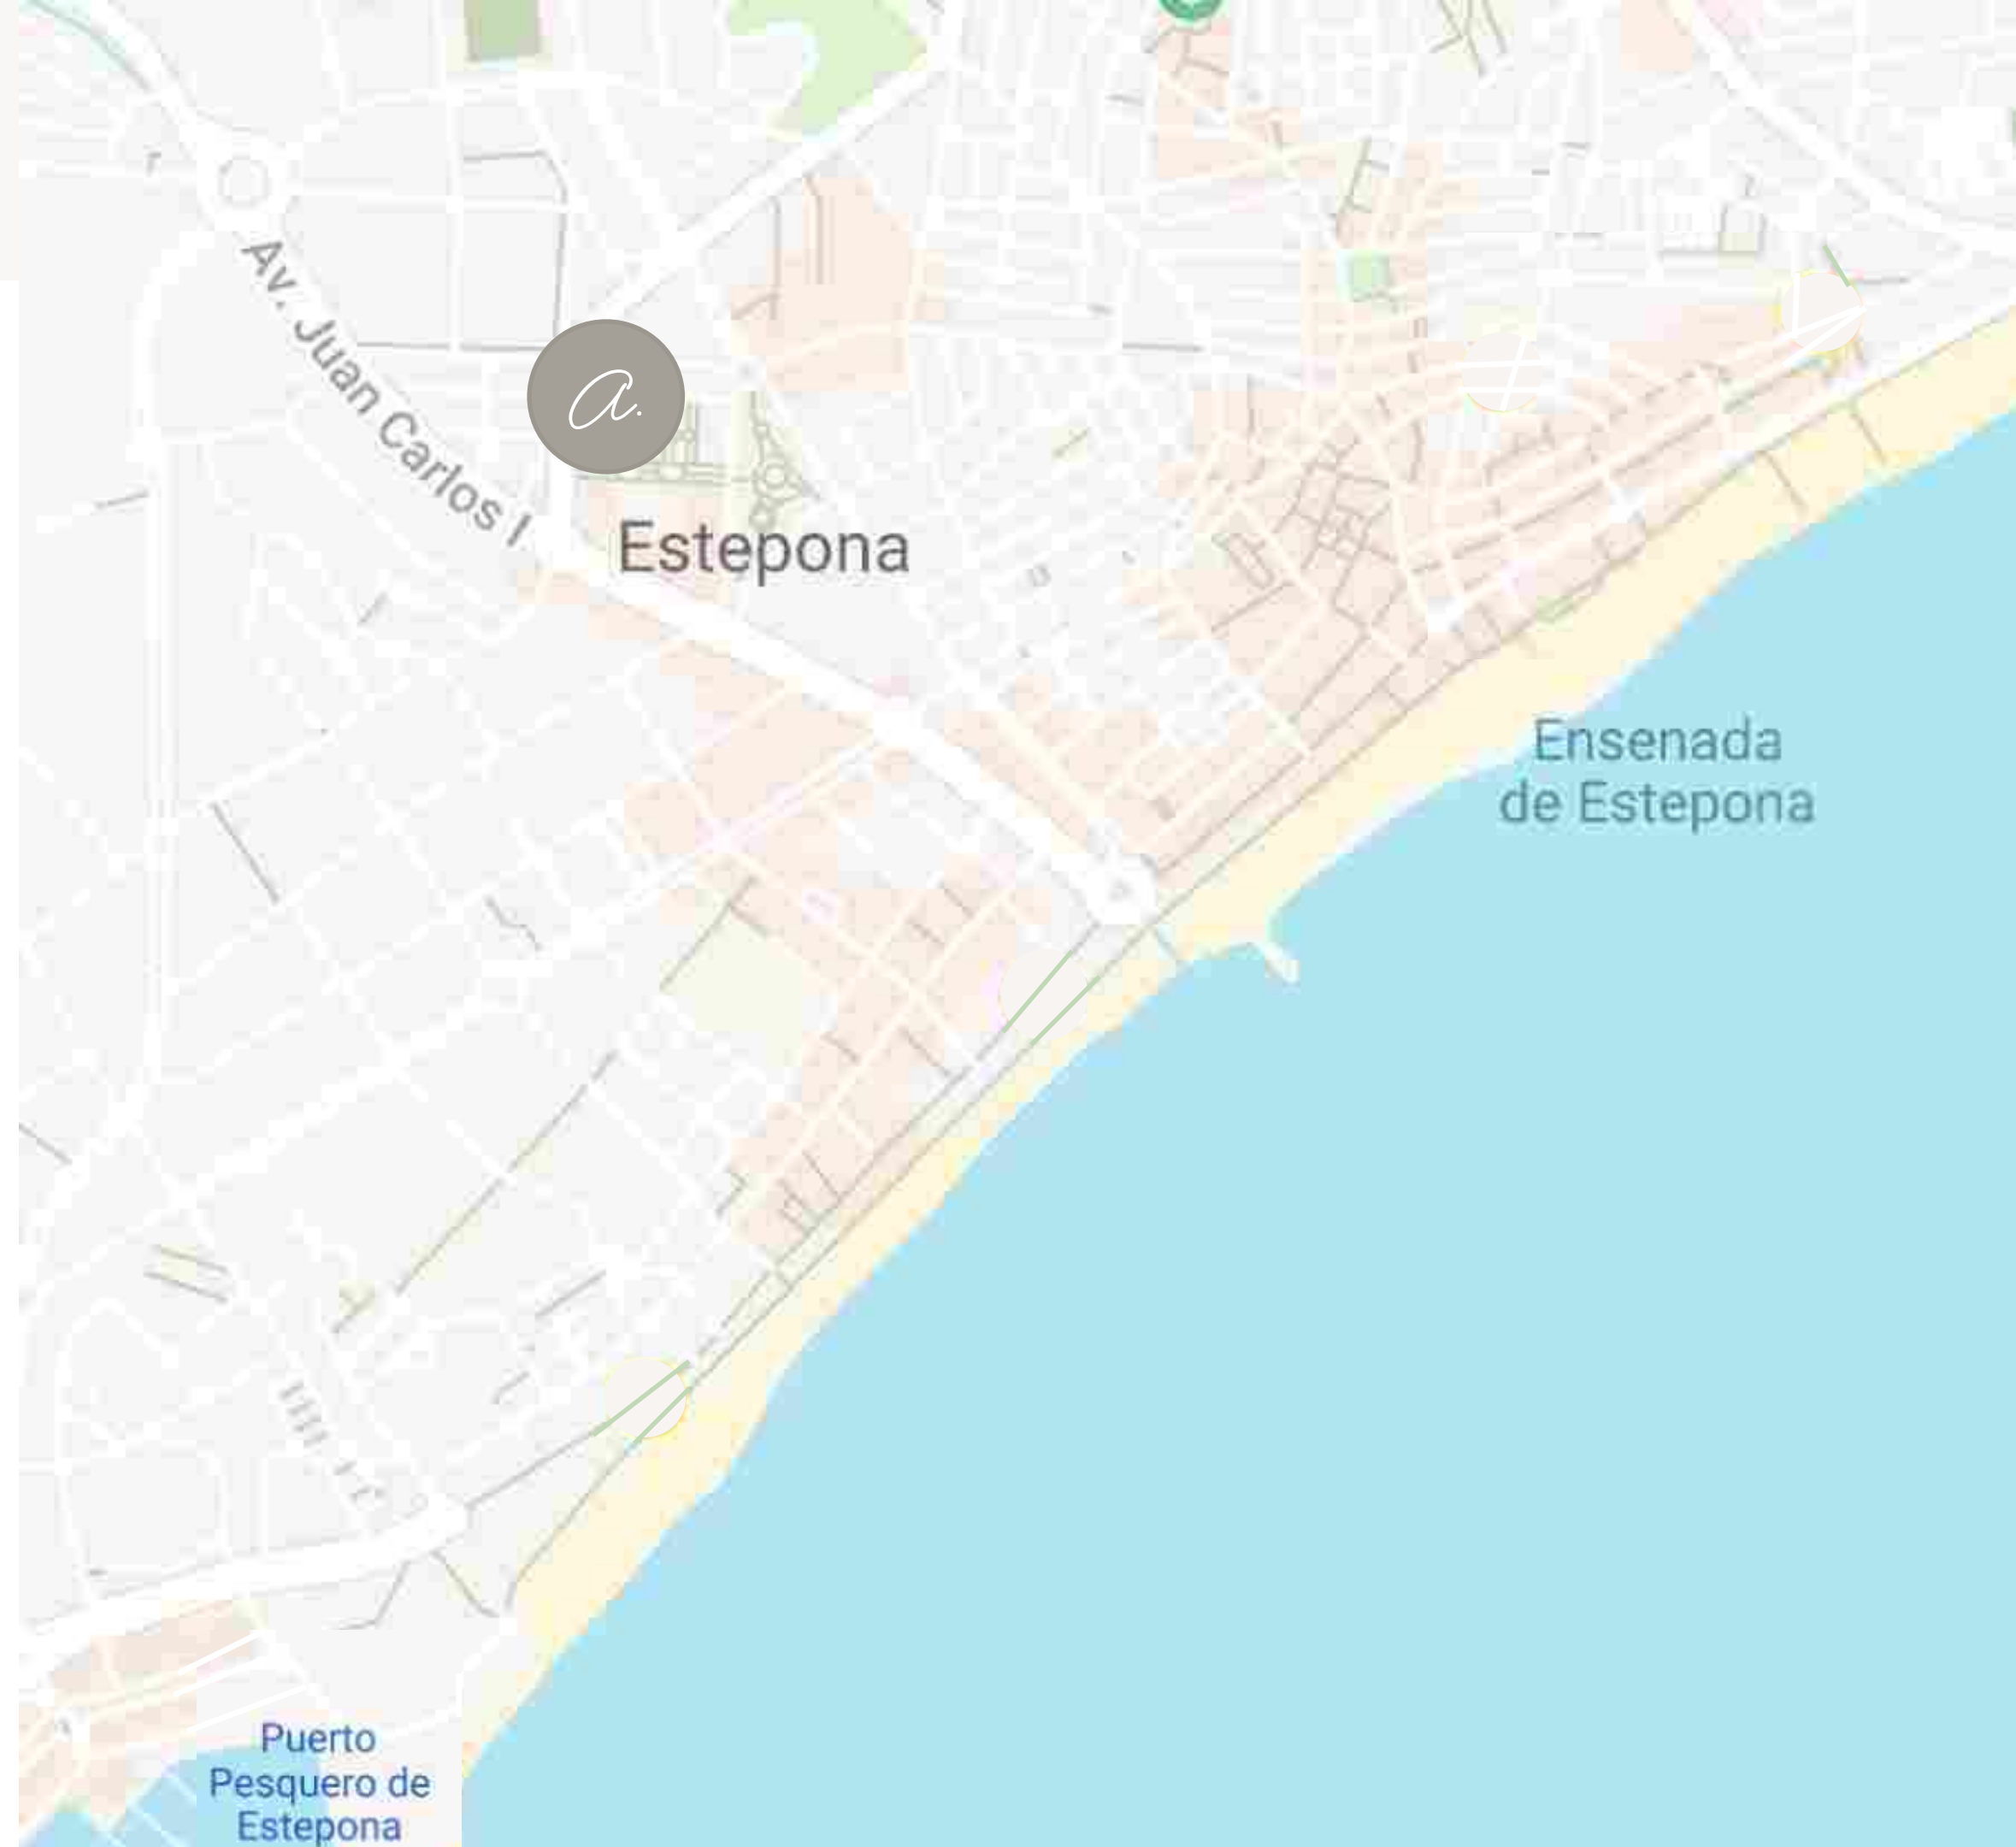 Av. Juan Carlos I
a.
Estepona
Ensenada
de Estepona
Puerto
Pesquero de
Estepona